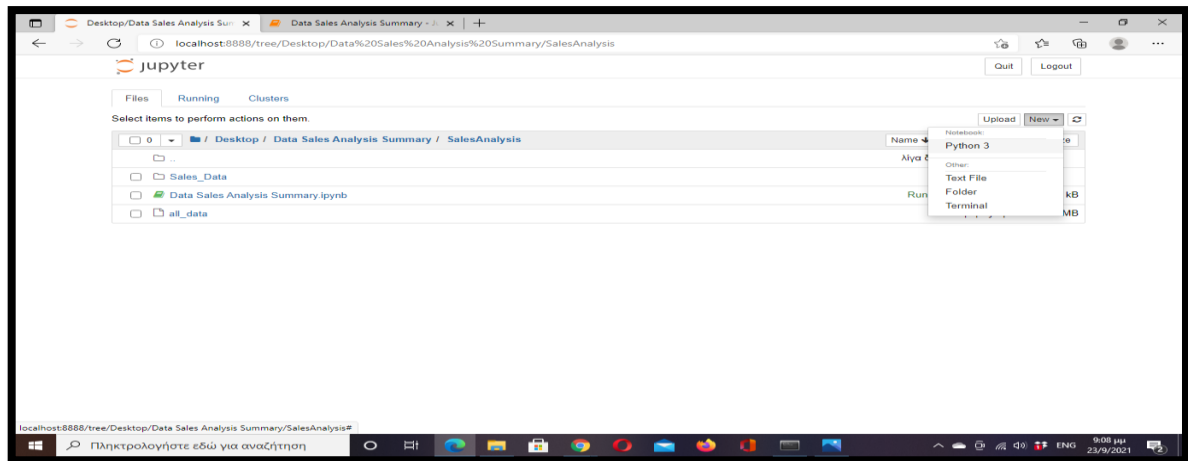 Desktop/Data Sales Analysis Sun
Data Sales Analysis Summary - J
localhost:8888/tree/Desktop/Data%20Sales%20Analysis%20Summary/SalesAnalysis
Jupyter
Quit Logout
Files Running Clusters
Select items to perform actions on them.
Upload New
0 / Desktop / Data Sales Analysis Summary / SalesAnalysis
Name
Notebook:
Python 3
..
λίγα
Other:
Sales_Data
Text File
Data Sales Analysis Summary.ipynb
Run
Folder
kB
all_data
Terminal
MB
localhost:8888/tree/Desktop/Data Sales Analysis Summary/SalesAnalysis#
Πληκτρολογήστε εδώ για αναζήτηση
ENG
9:08 μμ
23/9/2021
2